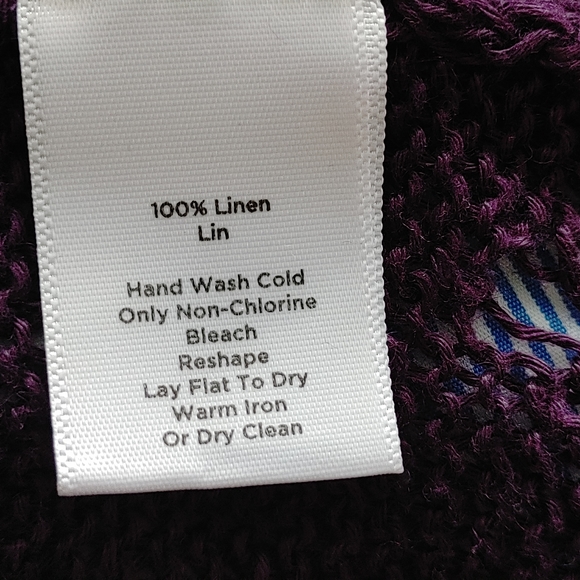 100% Linen
Lin
Hand Wash Cold
Only Non-Chlorine
Bleach
Reshape
Lay Flat To Dry
Warm Iron
Or Dry Clean